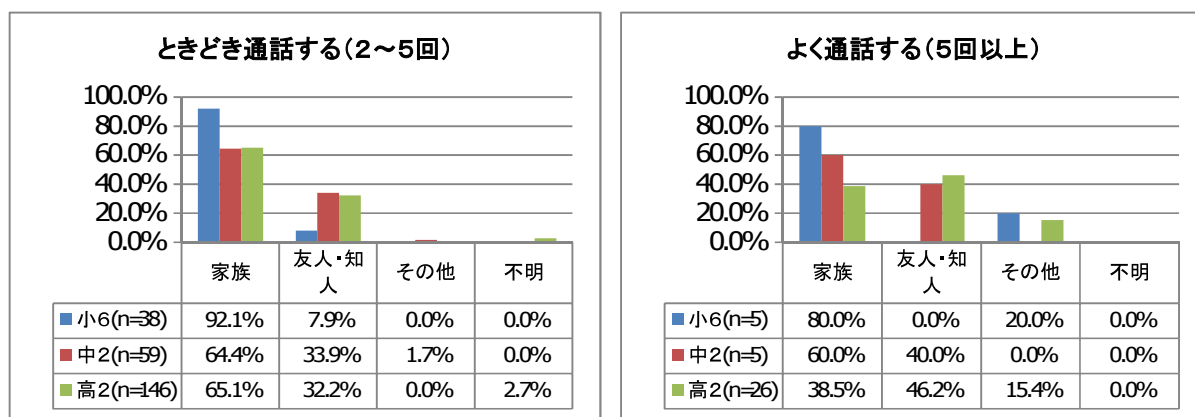 ときどき通話する(2～5回)
100.0%
80.0%
60.0%
40.0%
20.0%
0.0%
家族 友人・知人 その他 不明
小6(n=38) 92.1% 7.9% 0.0% 0.0%
中2(n=59) 64.4% 33.9% 1.7% 0.0%
高2(n=146) 65.1% 32.2% 0.0% 2.7%
よく通話する(5回以上)
100.0%
80.0%
60.0%
40.0%
20.0%
0.0%
家族 友人・知人 その他 不明
小6(n=5) 80.0% 0.0% 20.0% 0.0%
中2(n=5) 60.0% 40.0% 0.0% 0.0%
高2(n=26) 38.5% 46.2% 15.4% 0.0%